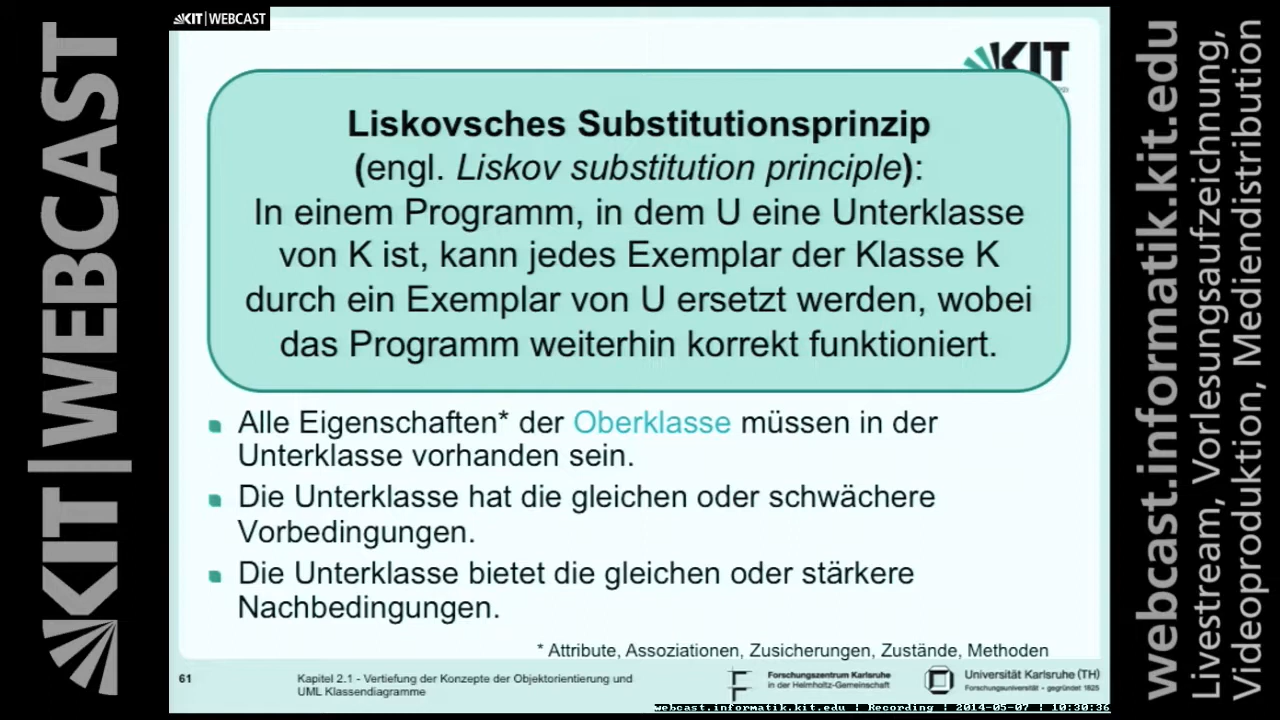 KIT|WEBCAST
KIT|WEBCAST
KIT
Liskovsches Substitutionsprinzip
(engl. Liskov substitution principle):
In einem Programm, in dem U eine Unterklasse
von K ist, kann jedes Exemplar der Klasse K
durch ein Exemplar von U ersetzt werden, wobei
das Programm weiterhin korrekt funktioniert.
Alle Eigenschaften* der Oberklasse müssen in der
Unterklasse vorhanden sein.
Die Unterklasse hat die gleichen oder schwächere
Vorbedingungen.
Die Unterklasse bietet die gleichen oder stärkere
Nachbedingungen.
* Attribute, Assoziationen, Zusicherungen, Zustände, Methoden
61
Kapitel 2.1 - Vertiefung der Konzepte der Objektorientierung und
UML Klassendiagramme
Forschungszentrum Karlsruhe
in der Helmholtz-Gemeinschaft
Universität Karlsruhe (TH)
Forschungsuniversität - gegründet 1825
webcast.informatik.kit.edu | Recording | 2014-05-07 | 10:30:36
webcast.informatik.kit.edu
Livestream, Vorlesungsaufzeichnung,
Videoproduktion, Mediendistribution